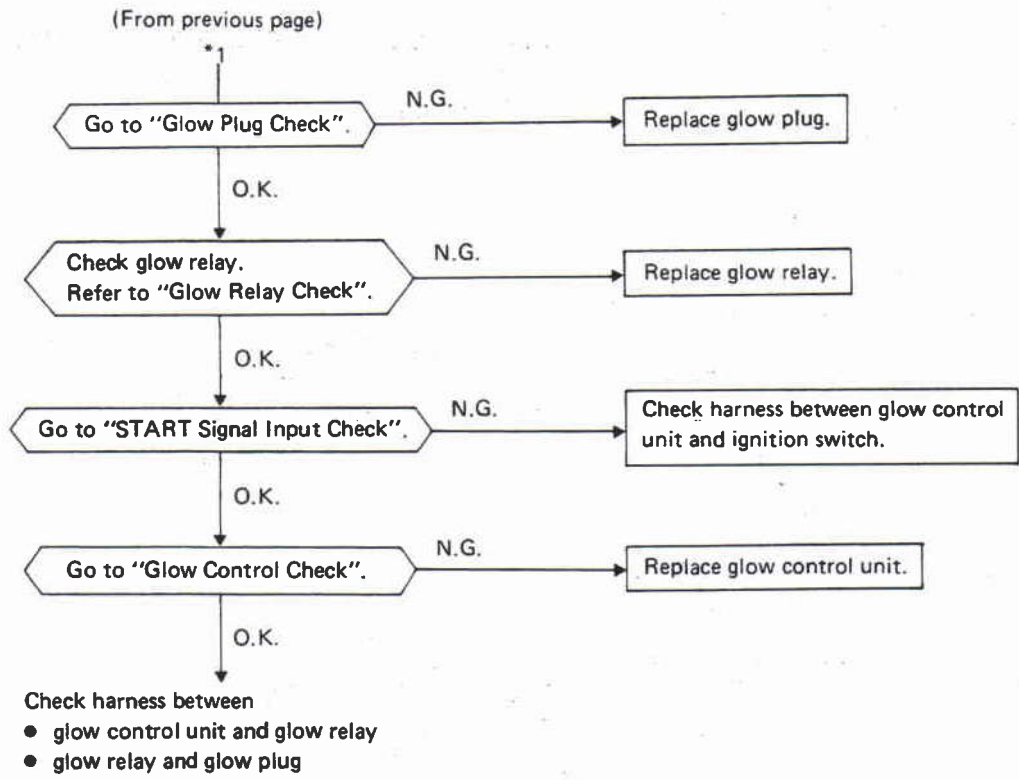 (From previous page)
*1
Go to "Glow Plug Check".
N.G.
Replace glow plug.
O.K.
Check glow relay.
Refer to "Glow Relay Check".
N.G.
Replace glow relay.
O.K.
Go to "START Signal Input Check".
N.G.
Check harness between glow control
unit and ignition switch.
O.K.
Go to "Glow Control Check".
N.G.
Replace glow control unit.
O.K.
Check harness between
● glow control unit and glow relay
● glow relay and glow plug